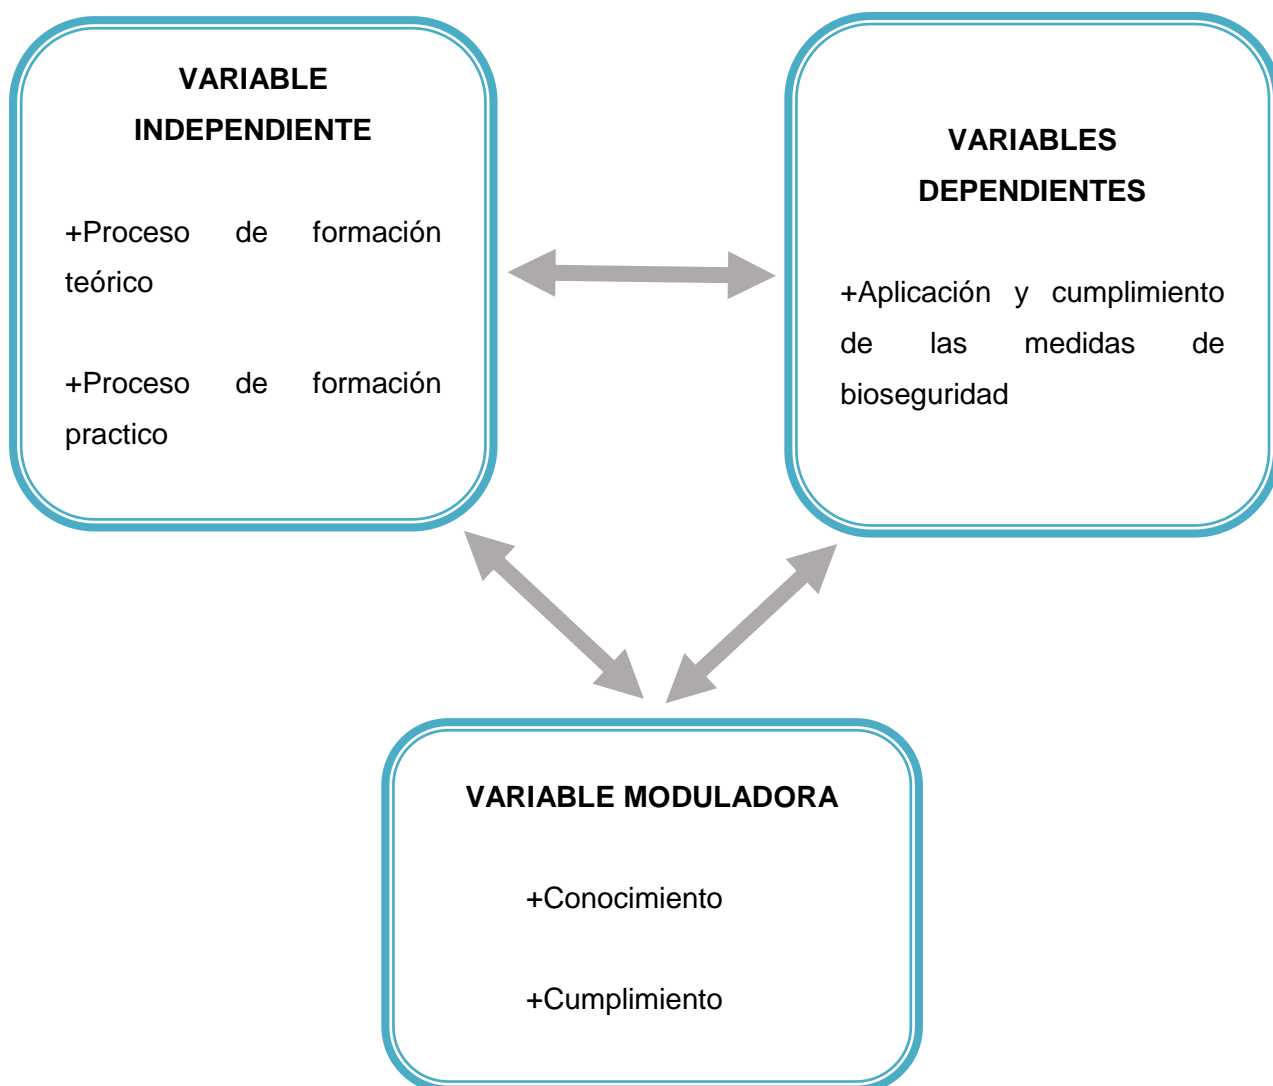 VARIABLE
INDEPENDIENTE
+Proceso de formación
teórico
+Proceso de formación
practico
VARIABLES
DEPENDIENTES
+Aplicación y cumplimiento
de las medidas de
bioseguridad
VARIABLE MODULADORA
+Conocimiento
+Cumplimiento